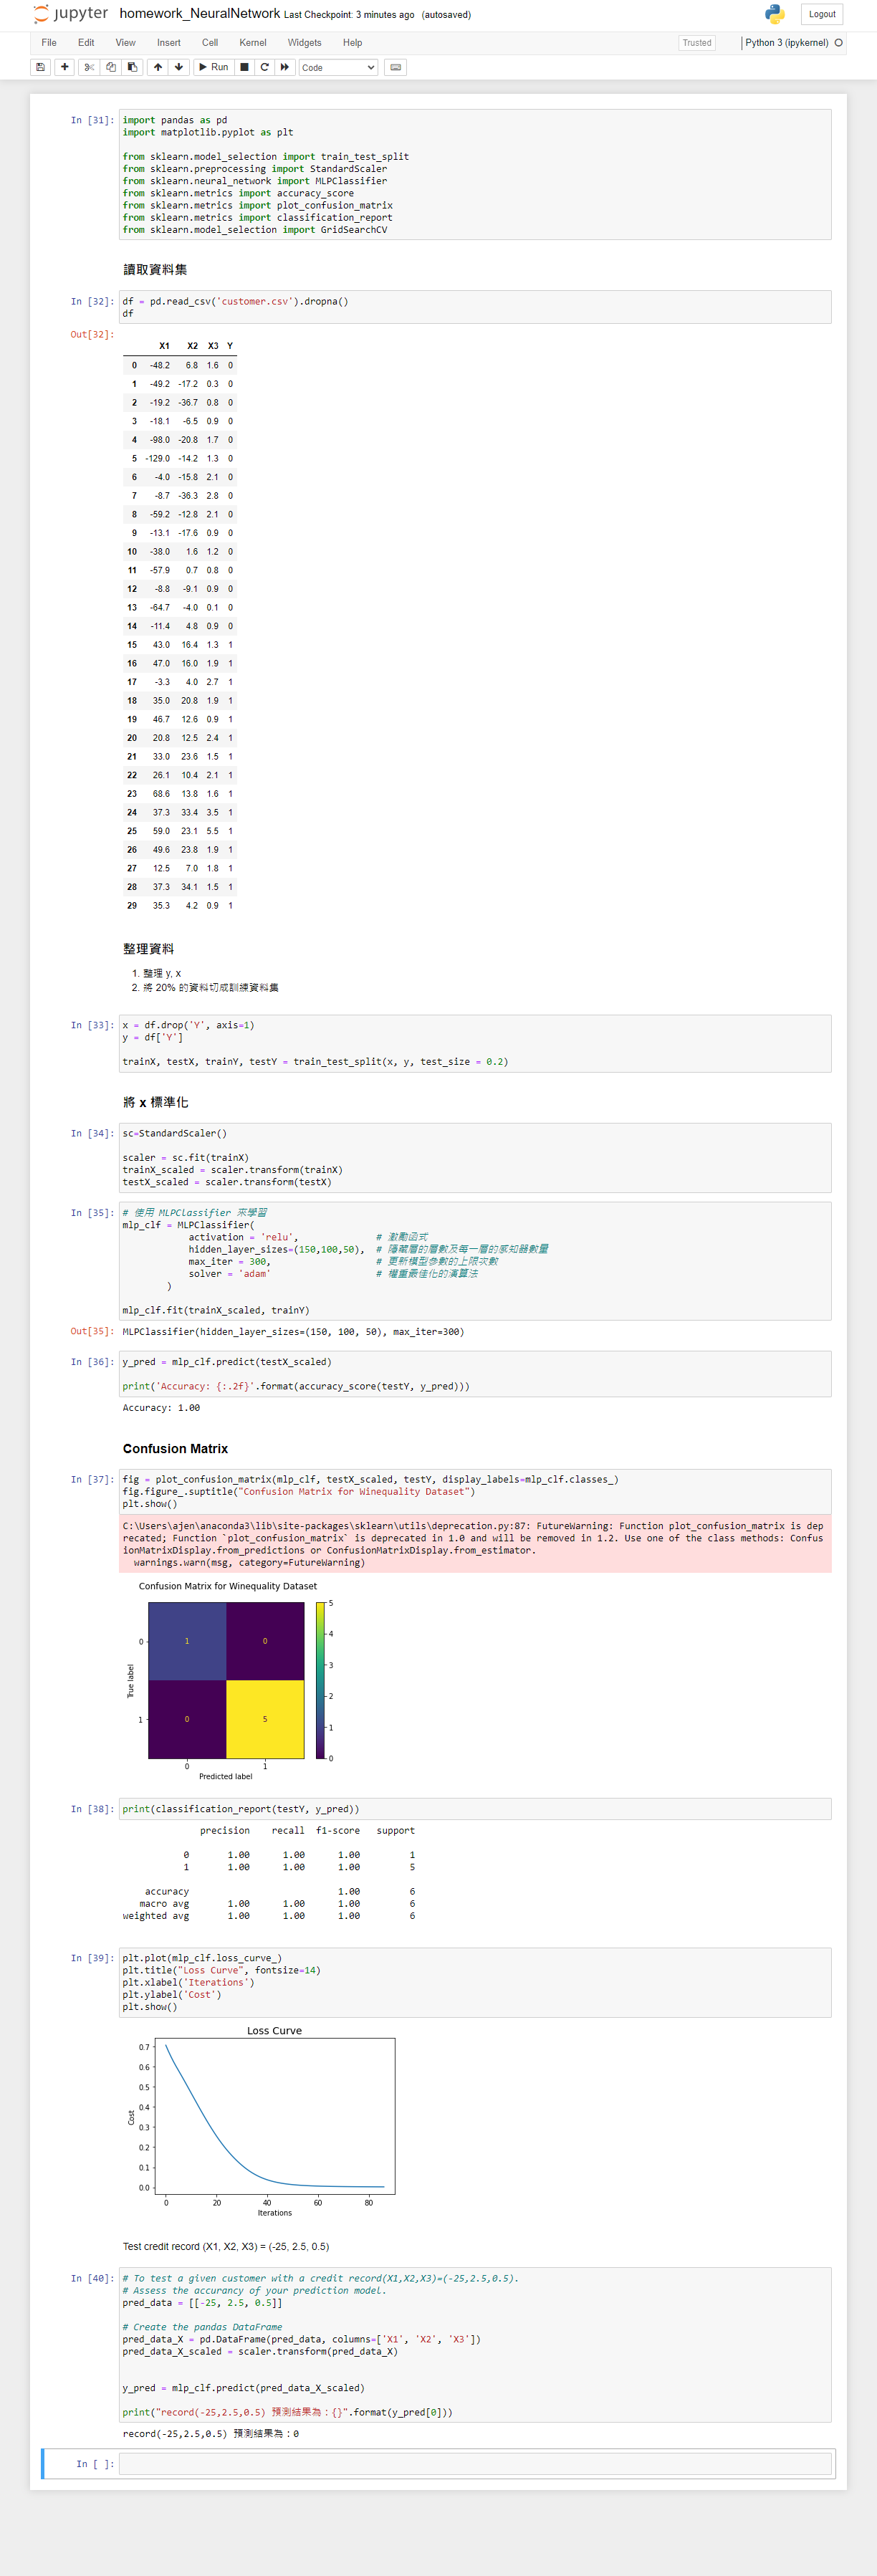 jupyter homework_NeuralNetwork Last Checkpoint: 3 minutes ago (autosaved)
Logout
File Edit View Insert Cell Kernel Widgets Help
Trusted
Python 3 (ipykernel)
Run
Code
In [31]:
import pandas as pd
import matplotlib.pyplot as plt
from sklearn.model_selection import train_test_split
from sklearn.preprocessing import StandardScaler
from sklearn.neural_network import MLPClassifier
from sklearn.metrics import accuracy_score
from sklearn.metrics import plot_confusion_matrix
from sklearn.metrics import classification_report
from sklearn.model_selection import GridSearchCV
讀取資料集
In [32]:
df = pd.read_csv('customer.csv').dropna()
df
Out[32]:
X1 X2 X3 Y
0 -48.2 6.8 1.6 0
1 -49.2 -17.2 0.3 0
2 -19.2 -36.7 0.8 0
3 -18.1 -6.5 0.9 0
4 -98.0 -20.8 1.7 0
5 -129.0 -14.2 1.3 0
6 -4.0 -15.8 2.1 0
7 -8.7 -36.3 2.8 0
8 -59.2 -12.8 2.1 0
9 -13.1 -17.6 0.9 0
10 -38.0 1.6 1.2 0
11 -57.9 0.7 0.8 0
12 -8.8 -9.1 0.9 0
13 -64.7 -4.0 0.1 0
14 -11.4 4.8 0.9 0
15 43.0 16.4 1.3 1
16 47.0 16.0 1.9 1
17 -3.3 4.0 2.7 1
18 35.0 20.8 1.9 1
19 46.7 12.6 0.9 1
20 20.8 12.5 2.4 1
21 33.0 23.6 1.5 1
22 26.1 10.4 2.1 1
23 68.6 13.8 1.6 1
24 37.3 33.4 3.5 1
25 59.0 23.1 5.5 1
26 49.6 23.8 1.9 1
27 12.5 7.0 1.8 1
28 37.3 34.1 1.5 1
29 35.3 4.2 0.9 1
整理資料
1. 整理 y, x
2. 將 20% 的資料切成訓練資料集
In [33]:
x = df.drop('Y', axis=1)
y = df['Y']
trainX, testX, trainY, testY = train_test_split(x, y, test_size = 0.2)
將 x 標準化
In [34]:
sc=StandardScaler()
scaler = sc.fit(trainX)
trainX_scaled = scaler.transform(trainX)
testX_scaled = scaler.transform(testX)
In [35]:
# 使用 MLPClassifier 來學習
mlp_clf = MLPClassifier(
activation = 'relu', # 激勵函式
hidden_layer_sizes=(150,100,50), # 隱藏層的層數及每一層的感知器數量
max_iter = 300, # 更新模型參數的上限次數
solver = 'adam' # 權重最佳化的演算法
)
mlp_clf.fit(trainX_scaled, trainY)
Out[35]:
MLPClassifier(hidden_layer_sizes=(150, 100, 50), max_iter=300)
In [36]:
y_pred = mlp_clf.predict(testX_scaled)
print('Accuracy: {:.2f}'.format(accuracy_score(testY, y_pred)))
Accuracy: 1.00
Confusion Matrix
In [37]:
fig = plot_confusion_matrix(mlp_clf, testX_scaled, testY, display_labels=mlp_clf.classes_)
fig.figure_.suptitle("Confusion Matrix for Winequality Dataset")
plt.show()
C:\Users\ajen\anaconda3\lib\site-packages\sklearn\utils\deprecation.py:87: FutureWarning: Function plot_confusion_matrix is dep
recated; Function `plot_confusion_matrix` is deprecated in 1.0 and will be removed in 1.2. Use one of the class methods: Confus
ionMatrixDisplay.from_predictions or ConfusionMatrixDisplay.from_estimator.
warnings.warn(msg, category=FutureWarning)
Confusion Matrix for Winequality Dataset
5
4
3
2
1
0
True label
0 1 0
1 0 5
0 1
Predicted label
In [38]:
print(classification_report(testY, y_pred))
precision recall f1-score support
0 1.00 1.00 1.00 1
1 1.00 1.00 1.00 5
accuracy 1.00 6
macro avg 1.00 1.00 1.00 6
weighted avg 1.00 1.00 1.00 6
In [39]:
plt.plot(mlp_clf.loss_curve_)
plt.title("Loss Curve", fontsize=14)
plt.xlabel('Iterations')
plt.ylabel('Cost')
plt.show()
Loss Curve
0.7
0.6
0.5
0.4
0.3
0.2
0.1
0.0
Cost
0 20 40 60 80
Iterations
Test credit record (X1, X2, X3) = (-25, 2.5, 0.5)
In [40]:
# To test a given customer with a credit record(X1,X2,X3)=(-25,2.5,0.5).
# Assess the accurancy of your prediction model.
pred_data = [[-25, 2.5, 0.5]]
# Create the pandas DataFrame
pred_data_X = pd.DataFrame(pred_data, columns=['X1', 'X2', 'X3'])
pred_data_X_scaled = scaler.transform(pred_data_X)
y_pred = mlp_clf.predict(pred_data_X_scaled)
print("record(-25,2.5,0.5) 預測結果為：{}".format(y_pred[0]))
record(-25,2.5,0.5) 預測結果為：0
In [ ]: